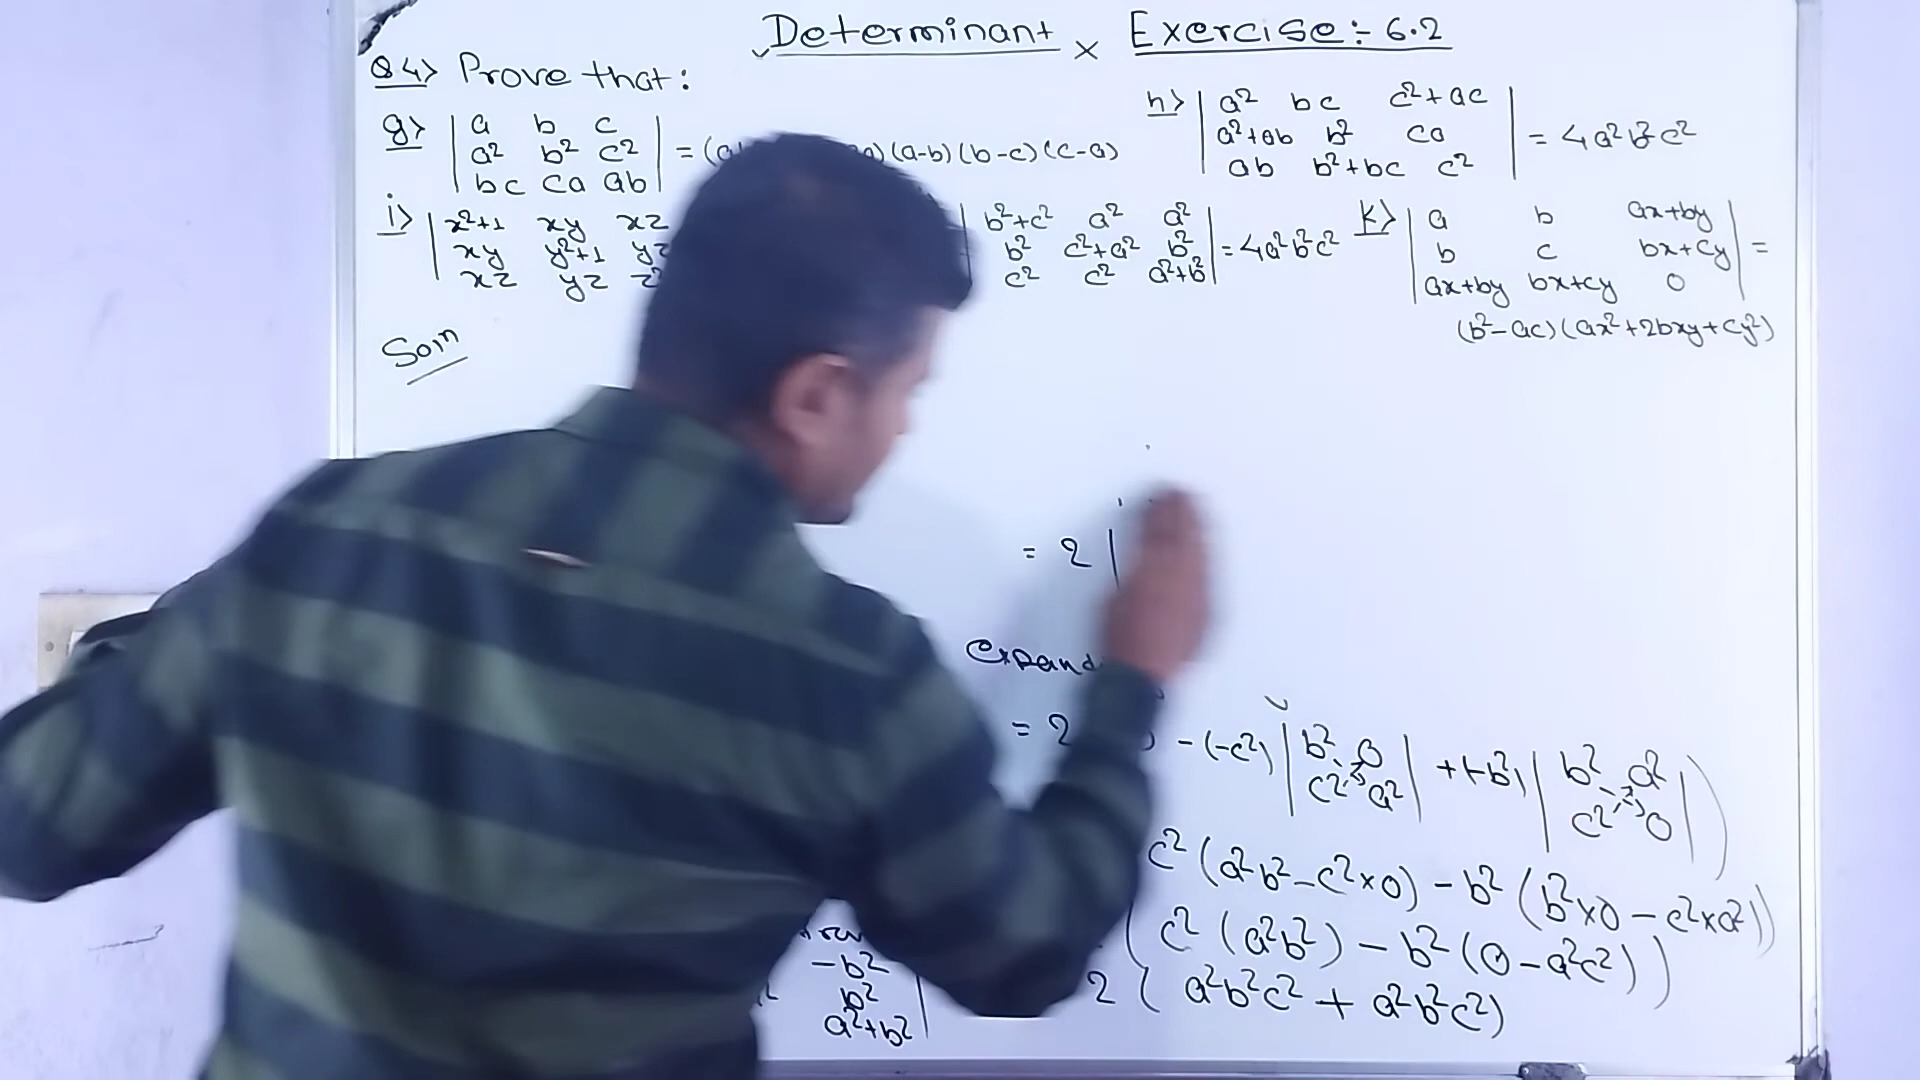 Determinant × Exercise:- 6.2
Q4> Prove that:
g> | a b c |
| a² b² c² | = (a
a) (a-b) (b-c) (c-a)
| bc ca ab |
h> | a² bc c²+ac |
| a²+ab b² ca | = 4a²b²c²
| ab b²+bc c² |
i> | x²+1 xy xz
xy y²+1 yz
xz yz z²
| b²+c² a² a² |
| b² c²+a² b² | = 4a²b²c²
| c² c² a²+b² |
k> | a b ax+by |
| b c bx+cy | =
| ax+by bx+cy 0 |
(b²-ac) (ax²+2bxy+cy²)
Soln
= 2 |
expand
= 2
-(-c²) | b² 0 | + (-b²) | b² a² | )
| c² a² | | c² 0 |
c² (a²b² - c²×0) - b² (b²×0 - c²×a²))
( c² (a²b²) - b² (0 - a²c²) )
2 ( a²b²c² + a²b²c²)
-b²
b²
a²+b² |